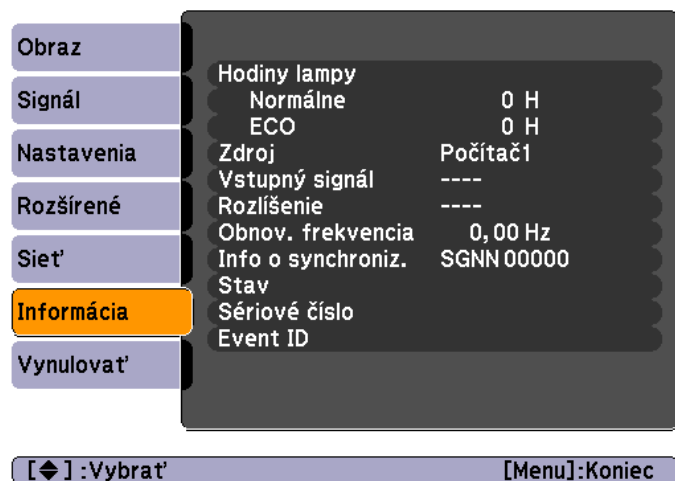 Obraz
Signál
Nastavenia
Rozšírené
Sieť
Informácia
Vynulovať
Hodiny lampy
Normálne 0 H
ECO 0 H
Zdroj Počítač1
Vstupný signál ----
Rozlíšenie ----
Obnov. frekvencia 0,00 Hz
Info o synchroniz. SGNN 00000
Stav
Sériové číslo
Event ID
[◆] :Vybrať [Menu]:Koniec